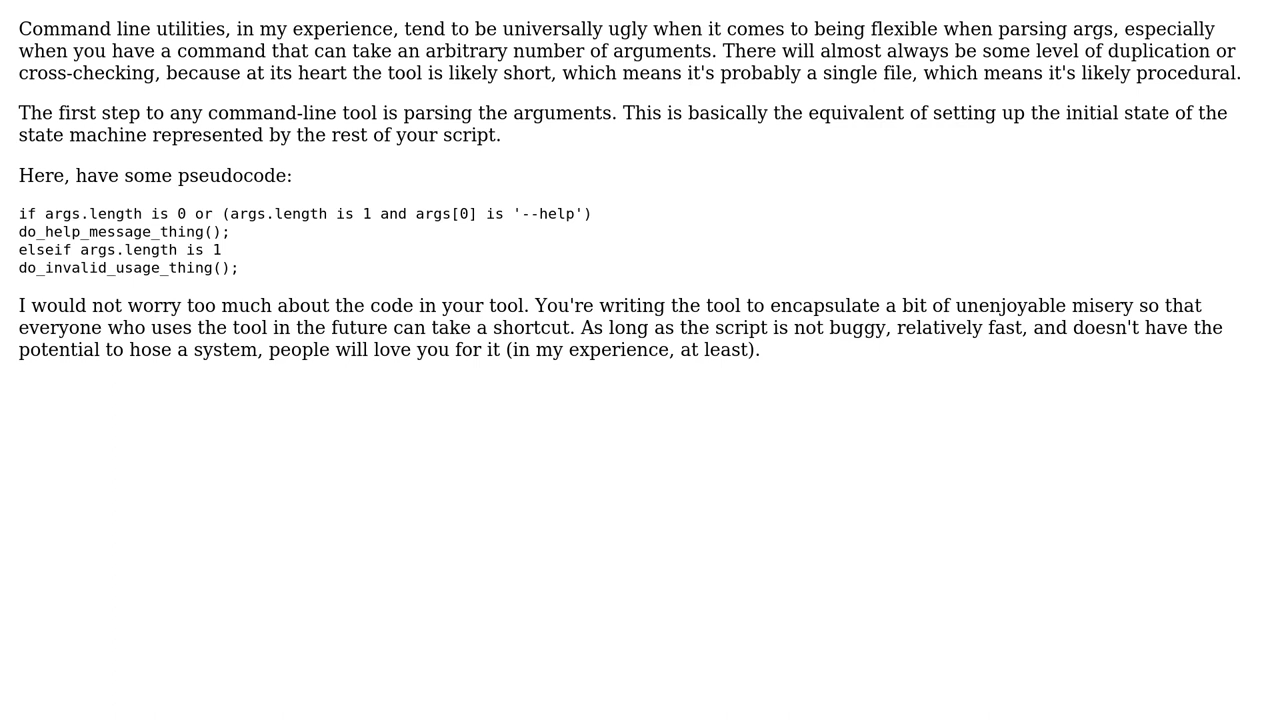 Command line utilities, in my experience, tend to be universally ugly when it comes to being flexible when parsing args, especially
when you have a command that can take an arbitrary number of arguments. There will almost always be some level of duplication or
cross-checking, because at its heart the tool is likely short, which means it's probably a single file, which means it's likely procedural.
The first step to any command-line tool is parsing the arguments. This is basically the equivalent of setting up the initial state of the
state machine represented by the rest of your script.
Here, have some pseudocode:
if args.length is 0 or (args.length is 1 and args[0] is '--help')
do_help_message_thing();
elseif args.length is 1
do_invalid_usage_thing();
I would not worry too much about the code in your tool. You're writing the tool to encapsulate a bit of unenjoyable misery so that
everyone who uses the tool in the future can take a shortcut. As long as the script is not buggy, relatively fast, and doesn't have the
potential to hose a system, people will love you for it (in my experience, at least).